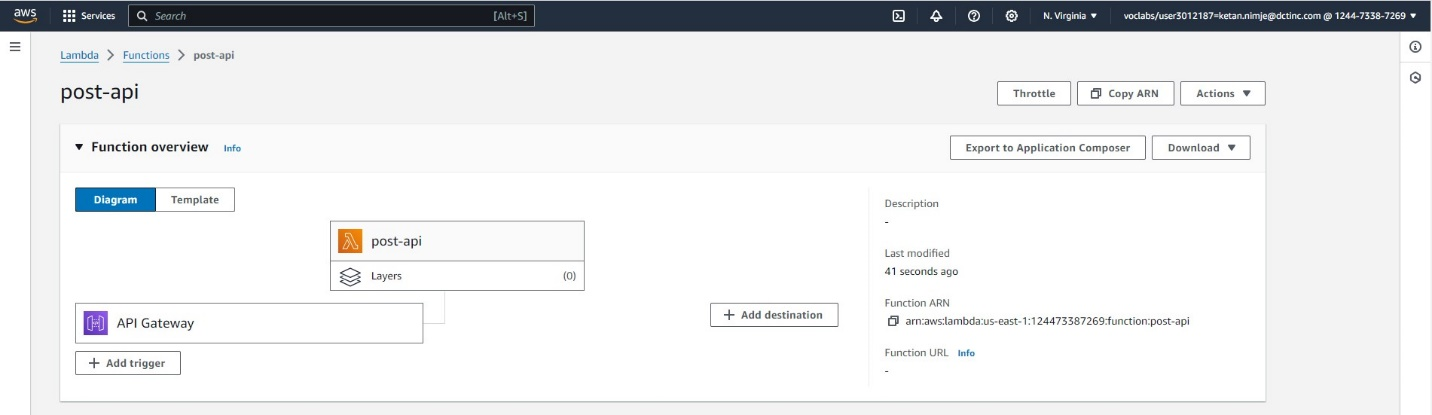 aws Services Search [Alt+S] N. Virginia ▼ voclabs/user3012187=ketan.nimje@dctinc.com @ 1244-7338-7269 ▼
Lambda > Functions > post-api
post-api
Throttle Copy ARN Actions ▼
▼ Function overview Info
Export to Application Composer Download ▼
Diagram Template
Description
-
post-api
Layers (0)
Last modified
41 seconds ago
API Gateway
+ Add destination
+ Add trigger
Function ARN
arn:aws:lambda:us-east-1:124473387269:function:post-api
Function URL Info
-